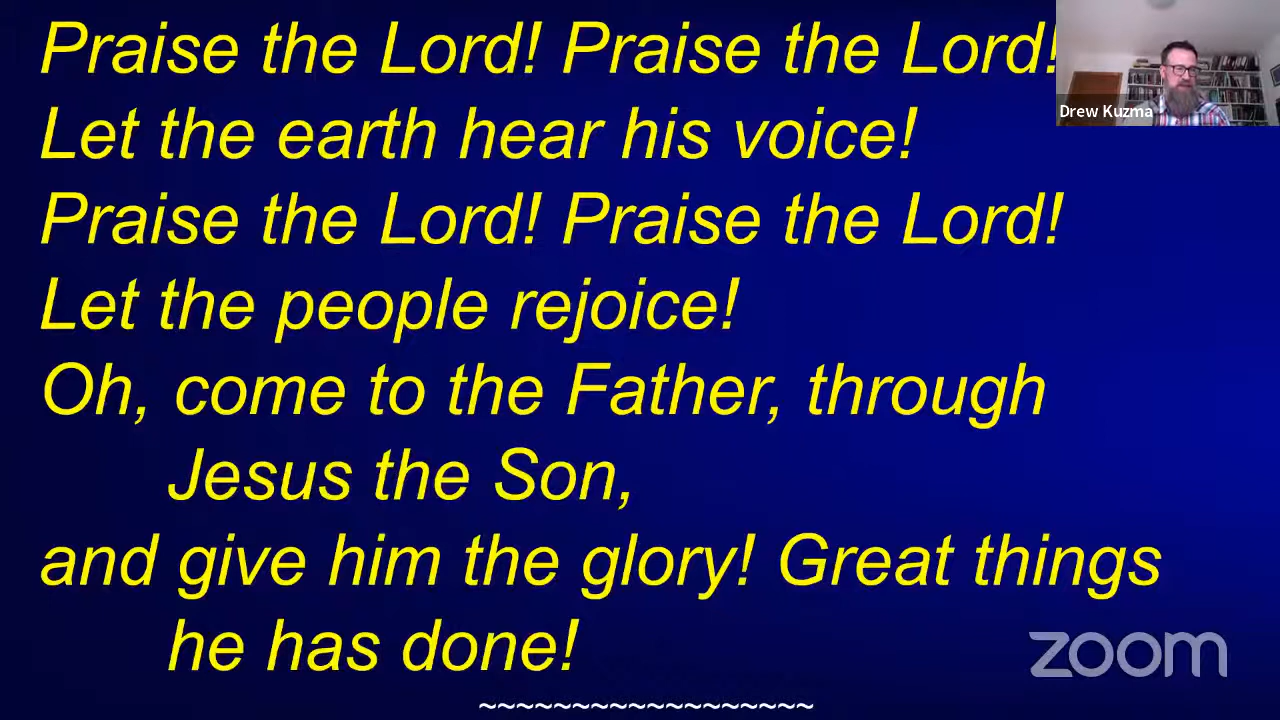 Praise the Lord! Praise the Lord!
Drew Kuzma
Let the earth hear his voice!
Praise the Lord! Praise the Lord!
Let the people rejoice!
Oh, come to the Father, through
Jesus the Son,
and give him the glory! Great things
he has done!
zoom
~~~~~~~~~~~~~~~~~~